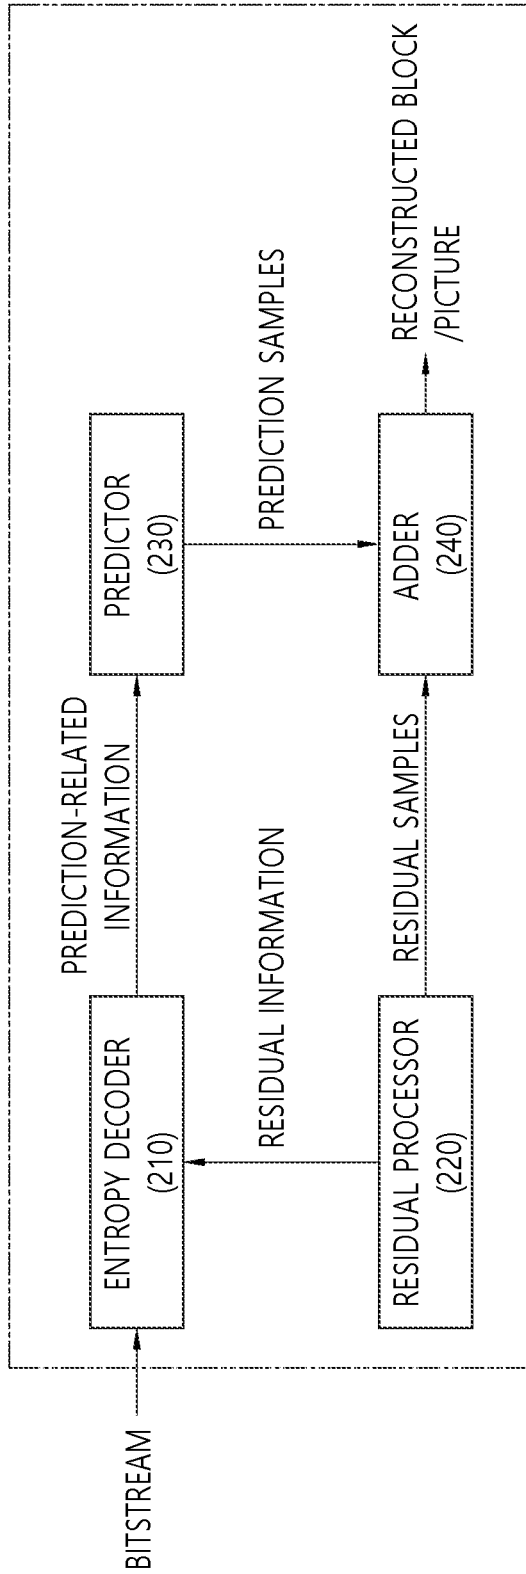 BITSTREAM
ENTROPY DECODER
(210)
PREDICTION-RELATED
INFORMATION
PREDICTOR
(230)
RESIDUAL INFORMATION
PREDICTION SAMPLES
RESIDUAL PROCESSOR
(220)
RESIDUAL SAMPLES
ADDER
(240)
RECONSTRUCTED BLOCK
/PICTURE